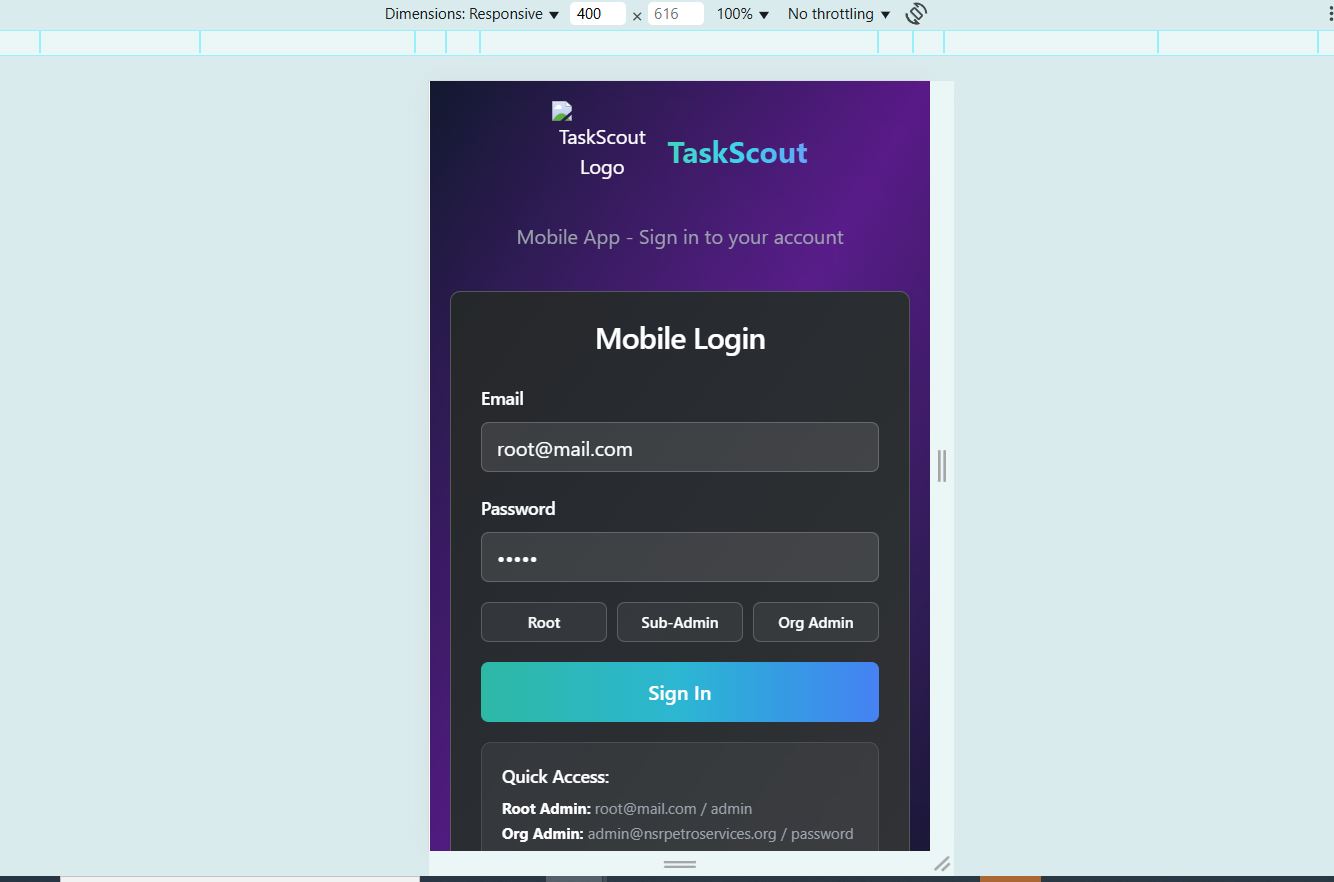 Dimensions: Responsive ▼ 400 × 616 100% ▼ No throttling ▼
TaskScout
Logo
TaskScout
Mobile App - Sign in to your account
Mobile Login
Email
root@mail.com
Password
•••••
Root Sub-Admin Org Admin
Sign In
Quick Access:
Root Admin: root@mail.com / admin
Org Admin: admin@nsrpetroservices.org / password